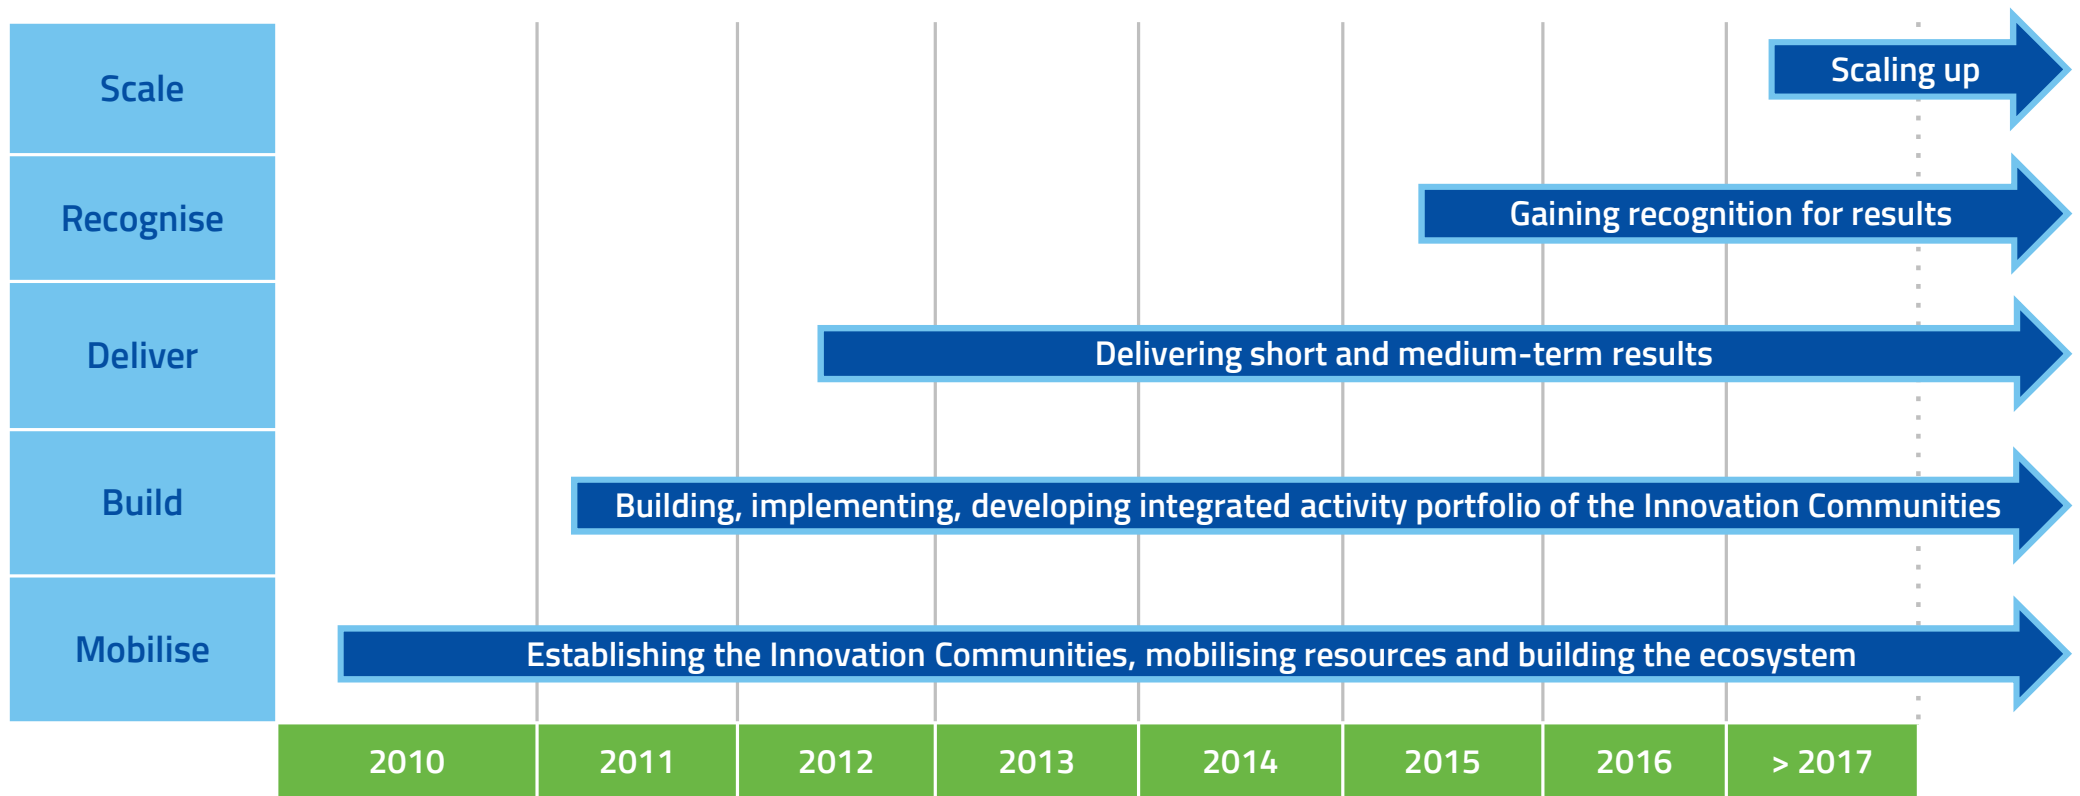 Scale
Scaling up
Recognise
Gaining recognition for results
Deliver
Delivering short and medium-term results
Build
Building, implementing, developing integrated activity portfolio of the Innovation Communities
Mobilise
Establishing the Innovation Communities, mobilising resources and building the ecosystem
2010 2011 2012 2013 2014 2015 2016 > 2017